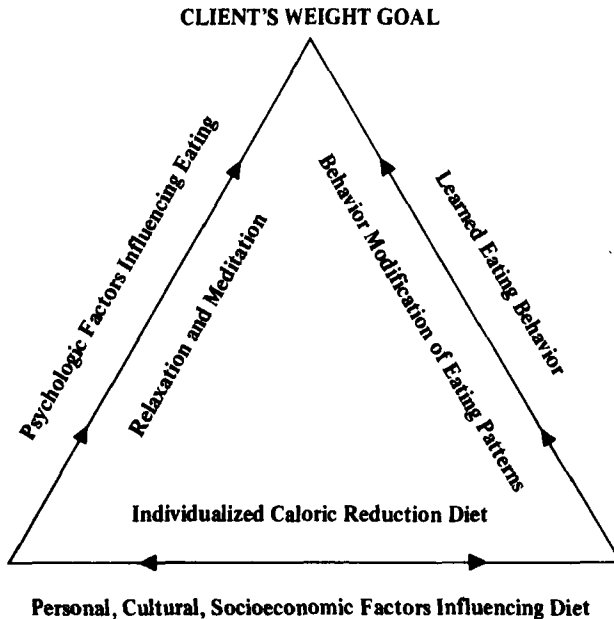 CLIENT'S WEIGHT GOAL
Psychologic Factors Influencing Eating
Relaxation and Meditation
Behavior Modification of Eating Patterns
Learned Eating Behavior
Individualized Caloric Reduction Diet
Personal, Cultural, Socioeconomic Factors Influencing Diet